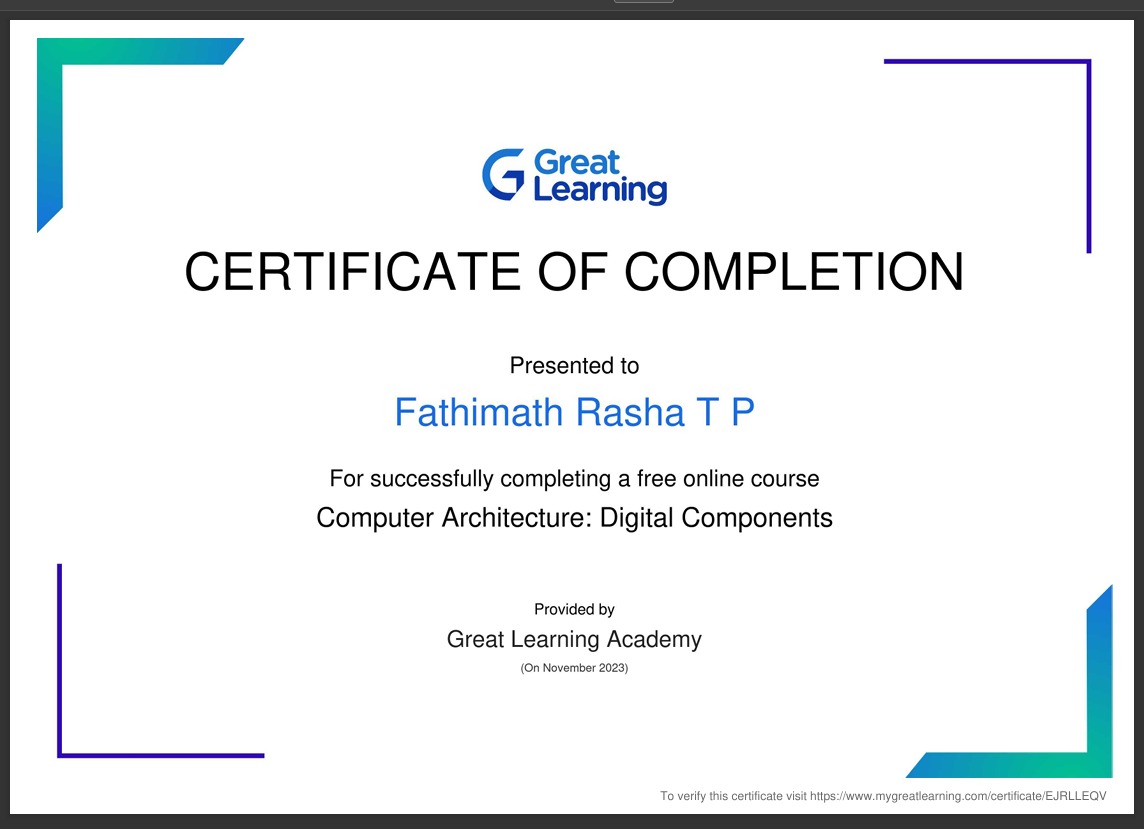 Great
Learning
CERTIFICATE OF COMPLETION
Presented to
Fathimath Rasha T P
For successfully completing a free online course
Computer Architecture: Digital Components
Provided by
Great Learning Academy
(On November 2023)
To verify this certificate visit https://www.mygreatlearning.com/certificate/EJRLLEQV